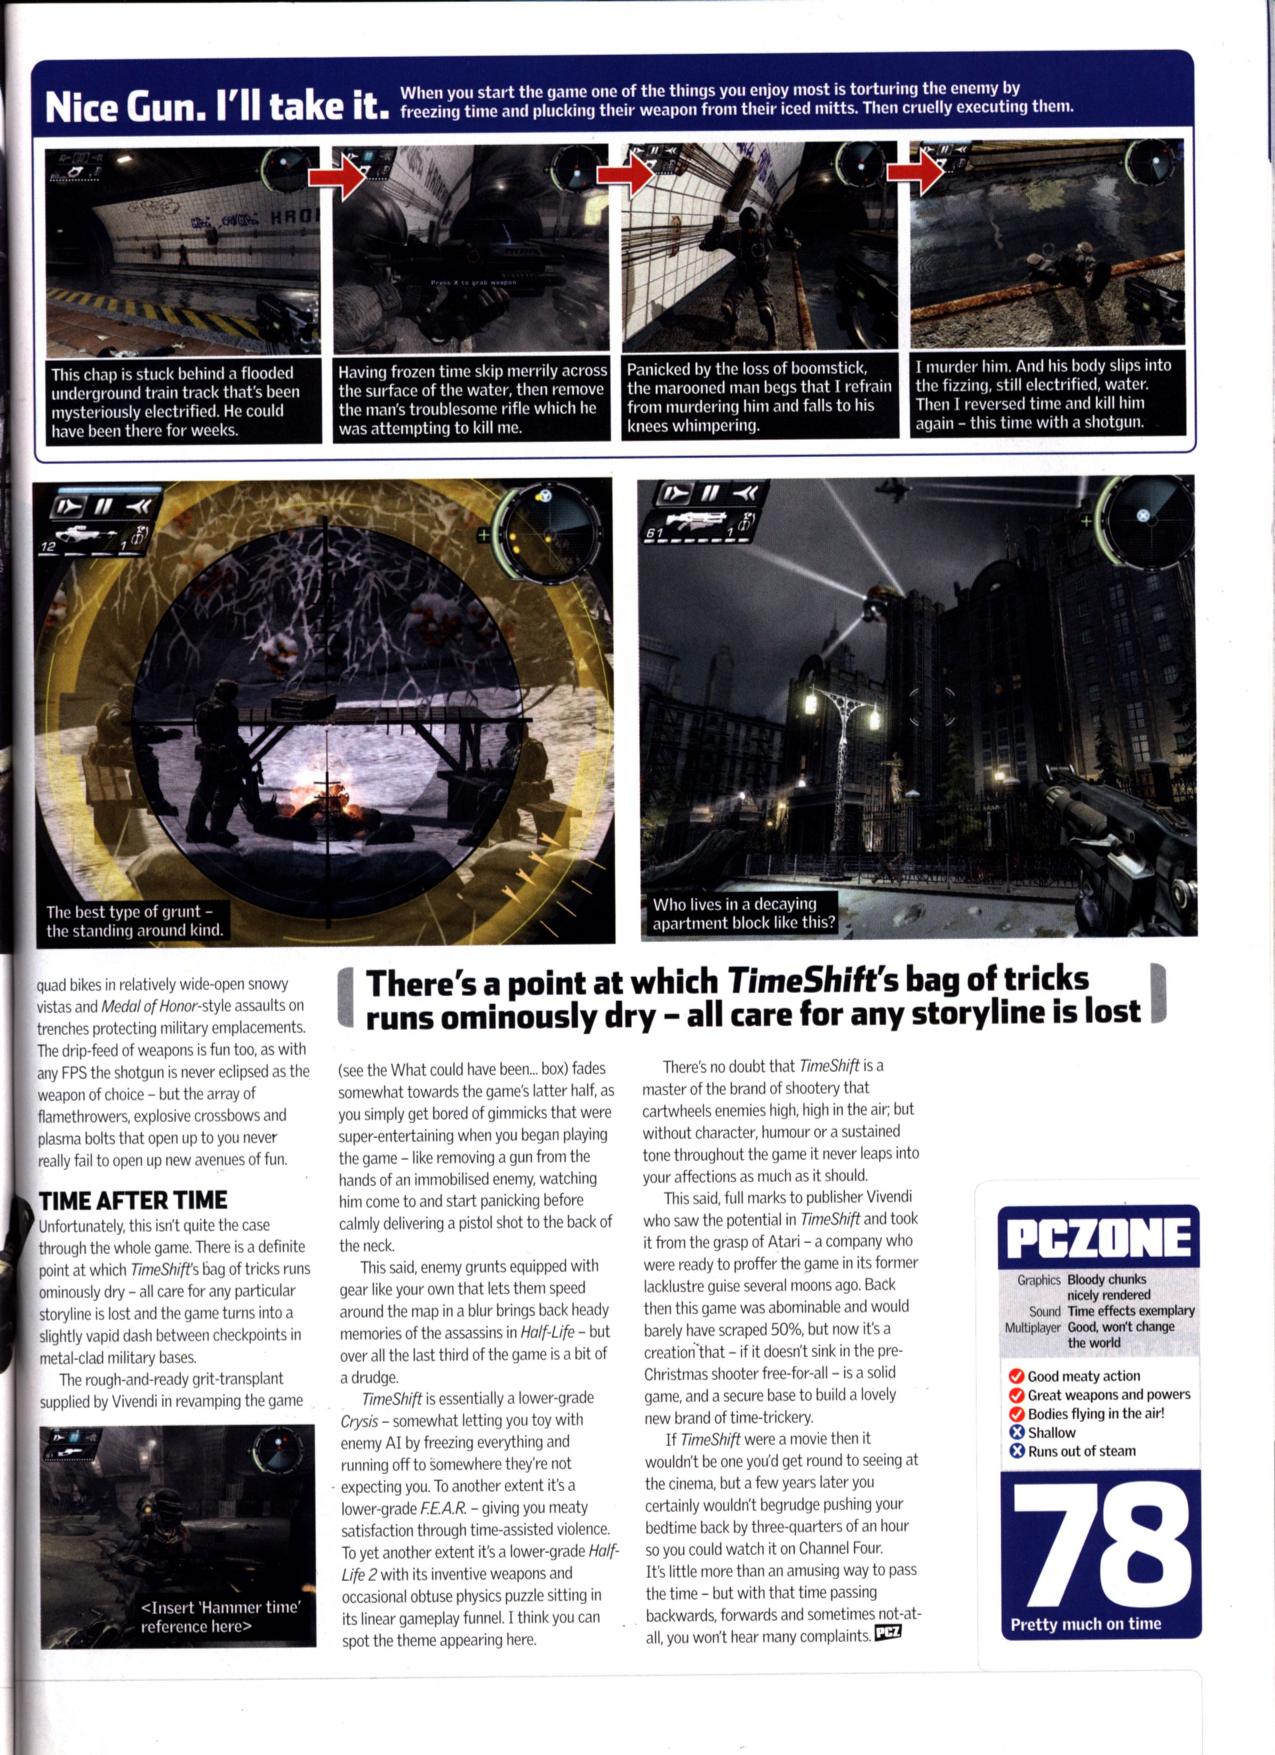 Nice Gun. I'll take it.
When you start the game one of the things you enjoy most is torturing the enemy by
freezing time and plucking their weapon from their iced mitts. Then cruelly executing them.
Press X to grab weapon
This chap is stuck behind a flooded
underground train track that's been
mysteriously electrified. He could
have been there for weeks.
Having frozen time skip merrily across
the surface of the water, then remove
the man's troublesome rifle which he
was attempting to kill me.
Panicked by the loss of boomstick,
the marooned man begs that I refrain
from murdering him and falls to his
knees whimpering.
I murder him. And his body slips into
the fizzing, still electrified, water.
Then I reversed time and kill him
again – this time with a shotgun.
12
1
The best type of grunt –
the standing around kind.
61
1
Who lives in a decaying
apartment block like this?
There's a point at which TimeShift's bag of tricks
runs ominously dry – all care for any storyline is lost
quad bikes in relatively wide-open snowy
vistas and Medal of Honor-style assaults on
trenches protecting military emplacements.
The drip-feed of weapons is fun too, as with
any FPS the shotgun is never eclipsed as the
weapon of choice – but the array of
flamethrowers, explosive crossbows and
plasma bolts that open up to you never
really fail to open up new avenues of fun.
TIME AFTER TIME
Unfortunately, this isn't quite the case
through the whole game. There is a definite
point at which TimeShift's bag of tricks runs
ominously dry – all care for any particular
storyline is lost and the game turns into a
slightly vapid dash between checkpoints in
metal-clad military bases.
The rough-and-ready grit-transplant
supplied by Vivendi in revamping the game
<Insert 'Hammer time'
reference here>
(see the What could have been... box) fades
somewhat towards the game's latter half, as
you simply get bored of gimmicks that were
super-entertaining when you began playing
the game – like removing a gun from the
hands of an immobilised enemy, watching
him come to and start panicking before
calmly delivering a pistol shot to the back of
the neck.
This said, enemy grunts equipped with
gear like your own that lets them speed
around the map in a blur brings back heady
memories of the assassins in Half-Life – but
over all the last third of the game is a bit of
a drudge.
TimeShift is essentially a lower-grade
Crysis – somewhat letting you toy with
enemy AI by freezing everything and
running off to somewhere they're not
expecting you. To another extent it's a
lower-grade F.E.A.R. – giving you meaty
satisfaction through time-assisted violence.
To yet another extent it's a lower-grade Half-
Life 2 with its inventive weapons and
occasional obtuse physics puzzle sitting in
its linear gameplay funnel. I think you can
spot the theme appearing here.
There's no doubt that TimeShift is a
master of the brand of shootery that
cartwheels enemies high, high in the air; but
without character, humour or a sustained
tone throughout the game it never leaps into
your affections as much as it should.
This said, full marks to publisher Vivendi
who saw the potential in TimeShift and took
it from the grasp of Atari – a company who
were ready to proffer the game in its former
lacklustre guise several moons ago. Back
then this game was abominable and would
barely have scraped 50%, but now it's a
creation that – if it doesn't sink in the pre-
Christmas shooter free-for-all – is a solid
game, and a secure base to build a lovely
new brand of time-trickery.
If TimeShift were a movie then it
wouldn't be one you'd get round to seeing at
the cinema, but a few years later you
certainly wouldn't begrudge pushing your
bedtime back by three-quarters of an hour
so you could watch it on Channel Four.
It's little more than an amusing way to pass
the time – but with that time passing
backwards, forwards and sometimes not-at-
all, you won't hear many complaints. PCZ
PCZONE
Graphics Bloody chunks
nicely rendered
Sound Time effects exemplary
Multiplayer Good, won't change
the world
Good meaty action
Great weapons and powers
Bodies flying in the air!
Shallow
Runs out of steam
78
Pretty much on time